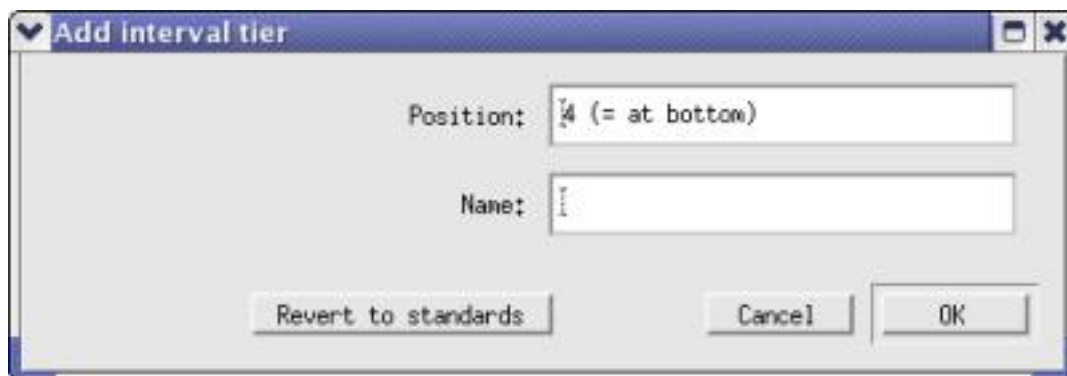 Add interval tier
Position: 4 (= at bottom)
Name:
Revert to standards Cancel OK